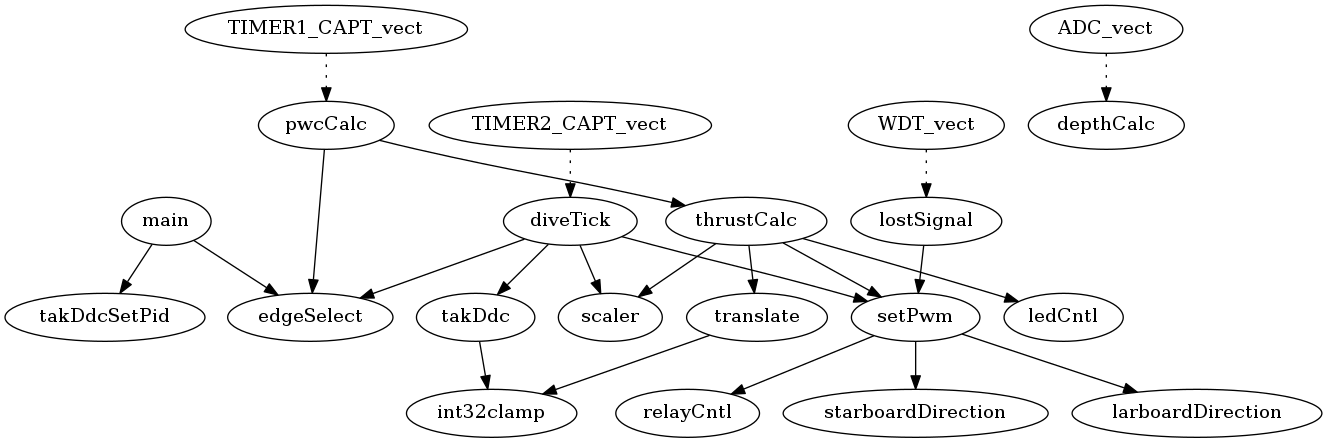 TIMER1_CAPT_vect
ADC_vect
pwcCalc
TIMER2_CAPT_vect
WDT_vect
depthCalc
main
diveTick
thrustCalc
lostSignal
takDdcSetPid
edgeSelect
takDdc
scaler
translate
setPwm
ledCntl
int32clamp
relayCntl
starboardDirection
larboardDirection